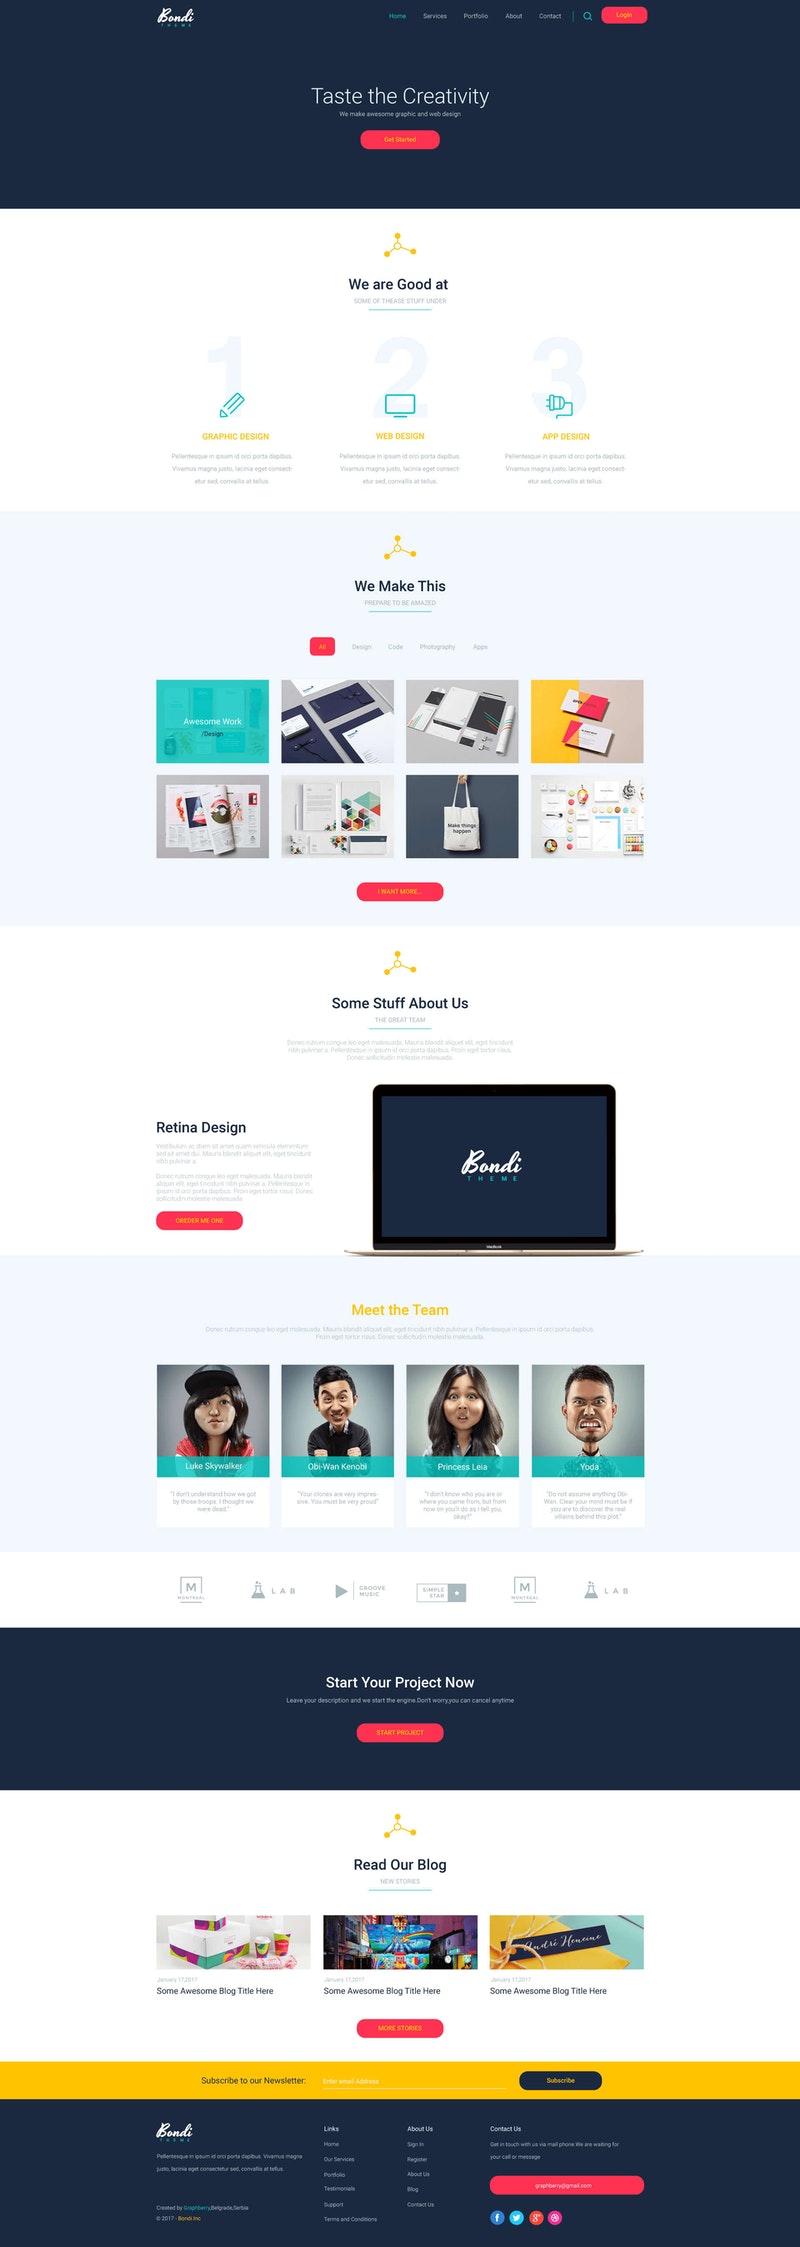 Bondi
THEME
Home Services Portfolio About Contact Login
Taste the Creativity
We make awesome graphic and web design
Get Started
We are Good at
SOME OF THEASE STUFF UNDER
1 2 3
GRAPHIC DESIGN
Pellentesque in ipsum id orci porta dapibus.
Vivamus magna justo, lacinia eget consect-
etur sed, convallis at tellus.
WEB DESIGN
Pellentesque in ipsum id orci porta dapibus.
Vivamus magna justo, lacinia eget consect-
etur sed, convallis at tellus.
APP DESIGN
Pellentesque in ipsum id orci porta dapibus.
Vivamus magna justo, lacinia eget consect-
etur sed, convallis at tellus.
We Make This
PREPARE TO BE AMAZED
All Design Code Photography Apps
Awesome Work
/Design
Make things
happen
I WANT MORE...
Some Stuff About Us
THE GREAT TEAM
Donec rutrum congue leo eget malesuada. Mauris blandit aliquet elit, eget tincidunt
nibh pulvinar a. Pellentesque in ipsum id orci porta dapibus. Proin eget tortor risus.
Donec sollicitudin molestie malesuada.
Retina Design
Vestibulum ac diam sit amet quam vehicula elementum
sed sit amet dui. Mauris blandit aliquet elit, eget tincidunt
nibh pulvinar a.
Donec rutrum congue leo eget malesuada. Mauris blandit
aliquet elit, eget tincidunt nibh pulvinar a. Pellentesque in
ipsum id orci porta dapibus. Proin eget tortor risus. Donec
sollicitudin molestie malesuada.
OREDER ME ONE
Bondi
THEME
MacBook
Meet the Team
Donec rutrum congue leo eget malesuada. Mauris blandit aliquet elit, eget tincidunt nibh pulvinar a. Pellentesque in ipsum id orci porta dapibus.
Proin eget tortor risus. Donec sollicitudin molestie malesuada.
Luke Skywalker
"I don't understand how we got
by those troops. I thought we
were dead."
Obi-Wan Kenobi
"Your clones are very impres-
sive. You must be very proud"
Princess Leia
"I don't know who you are or
where you came from, but from
now on you'll do as I tell you,
okay?"
Yoda
"Do not assume anything Obi-
Wan. Clear your mind must be if
you are to discover the real
villains behind this plot."
M
MONTREAL
LAB
GROOVE
MUSIC
SIMPLE
STAR
M
MONTREAL
LAB
Start Your Project Now
Leave your description and we start the engine.Don't worry,you can cancel anytime
START PROJECT
Read Our Blog
NEW STORIES
André Heneine
January 17,2017
Some Awesome Blog Title Here
January 17,2017
Some Awesome Blog Title Here
January 17,2017
Some Awesome Blog Title Here
MORE STORIES
Subscribe to our Newsletter: Enter email Address Subscribe
Bondi
THEME
Pellentesque in ipsum id orci porta dapibus. Vivamus magna
justo, lacinia eget consectetur sed, convallis at tellus.
Created by Graphberry,Belgrade,Serbia
© 2017 - Bondi.Inc
Links
Home
Our Services
Portfolio
Testimonials
Support
Terms and Conditions
About Us
Sign In
Register
About Us
Blog
Contact Us
Contact Us
Get in touch with us via mail phone.We are waiting for
your call or message
graphberry@gmail.com